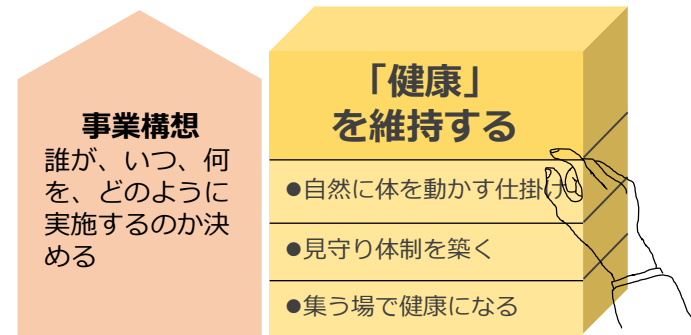 事業構想
誰が、いつ、何
を、どのように
実施するのか決
める
「健康」
を維持する
●自然に体を動かす仕掛け
●見守り体制を築く
●集う場で健康になる